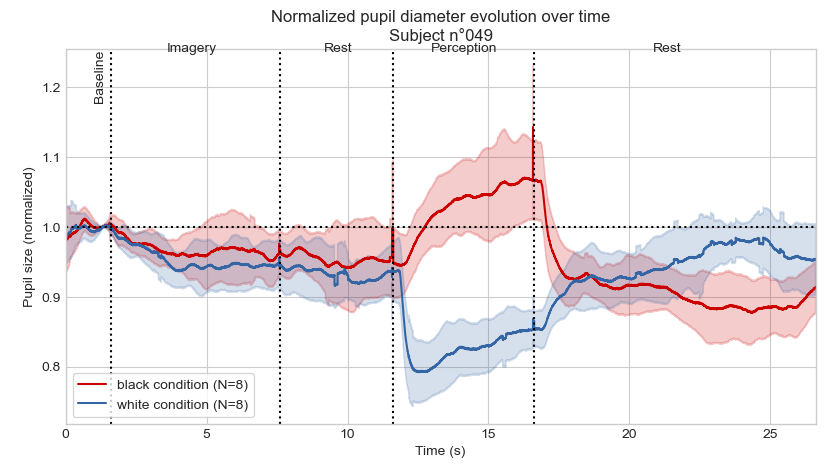 Normalized pupil diameter evolution over time
Subject n°049
Imagery
Rest
Perception
Rest
Baseline
1.2
1.1
1.0
0.9
0.8
Pupil size (normalized)
black condition (N=8)
white condition (N=8)
0
5
10
15
20
25
Time (s)